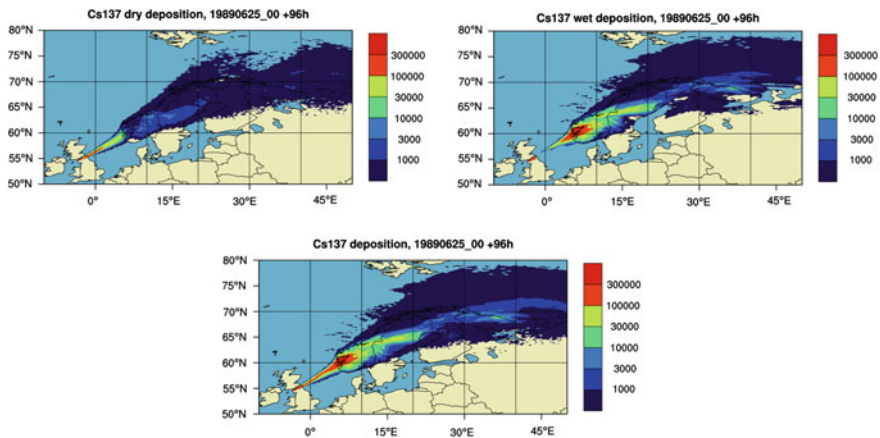 Cs137 dry deposition, 19890625_00 +96h
80°N
75°N
70°N
65°N
60°N
55°N
50°N
0°
15°E
30°E
45°E
300000
100000
30000
10000
3000
1000
Cs137 wet deposition, 19890625_00 +96h
80°N
75°N
70°N
65°N
60°N
55°N
50°N
0°
15°E
30°E
45°E
300000
100000
30000
10000
3000
1000
Cs137 deposition, 19890625_00 +96h
80°N
75°N
70°N
65°N
60°N
55°N
50°N
0°
15°E
30°E
45°E
300000
100000
30000
10000
3000
1000